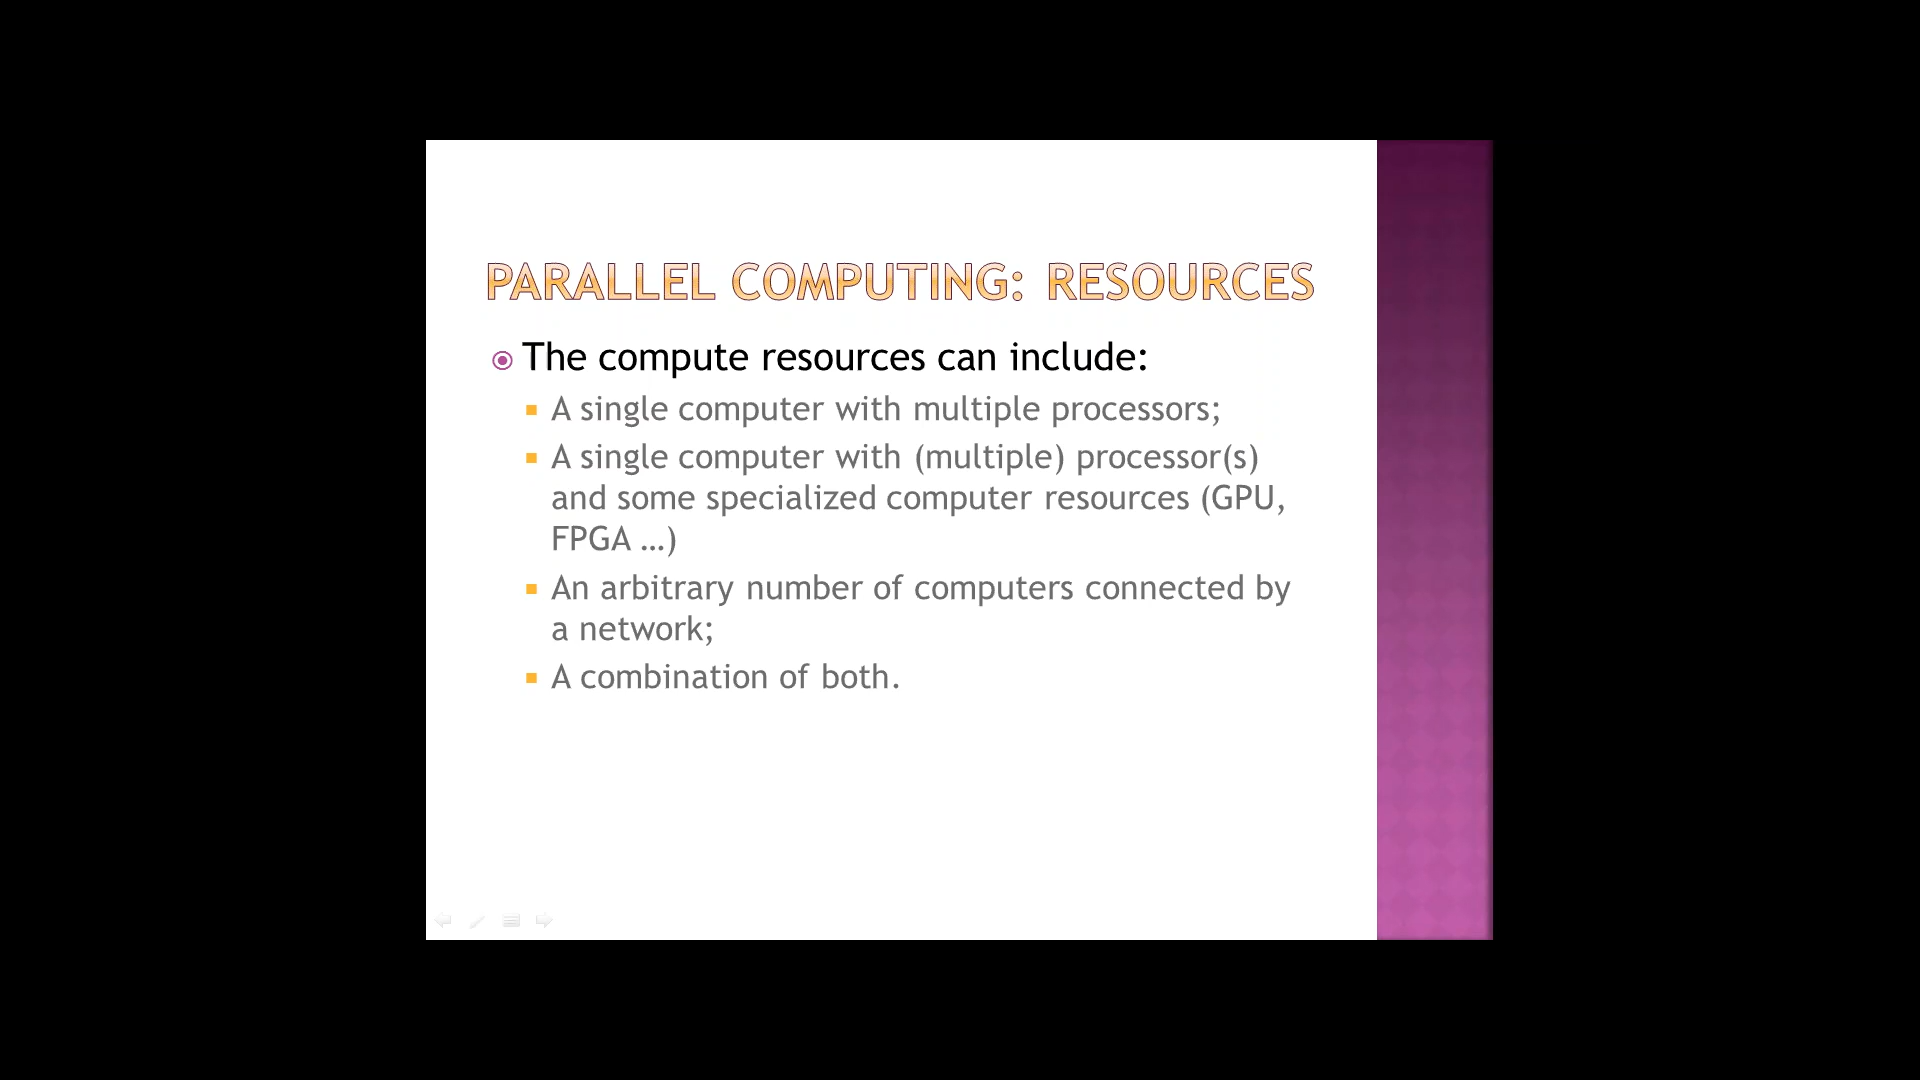 PARALLEL COMPUTING: RESOURCES
The compute resources can include:
A single computer with multiple processors;
A single computer with (multiple) processor(s)
and some specialized computer resources (GPU,
FPGA …)
An arbitrary number of computers connected by
a network;
A combination of both.